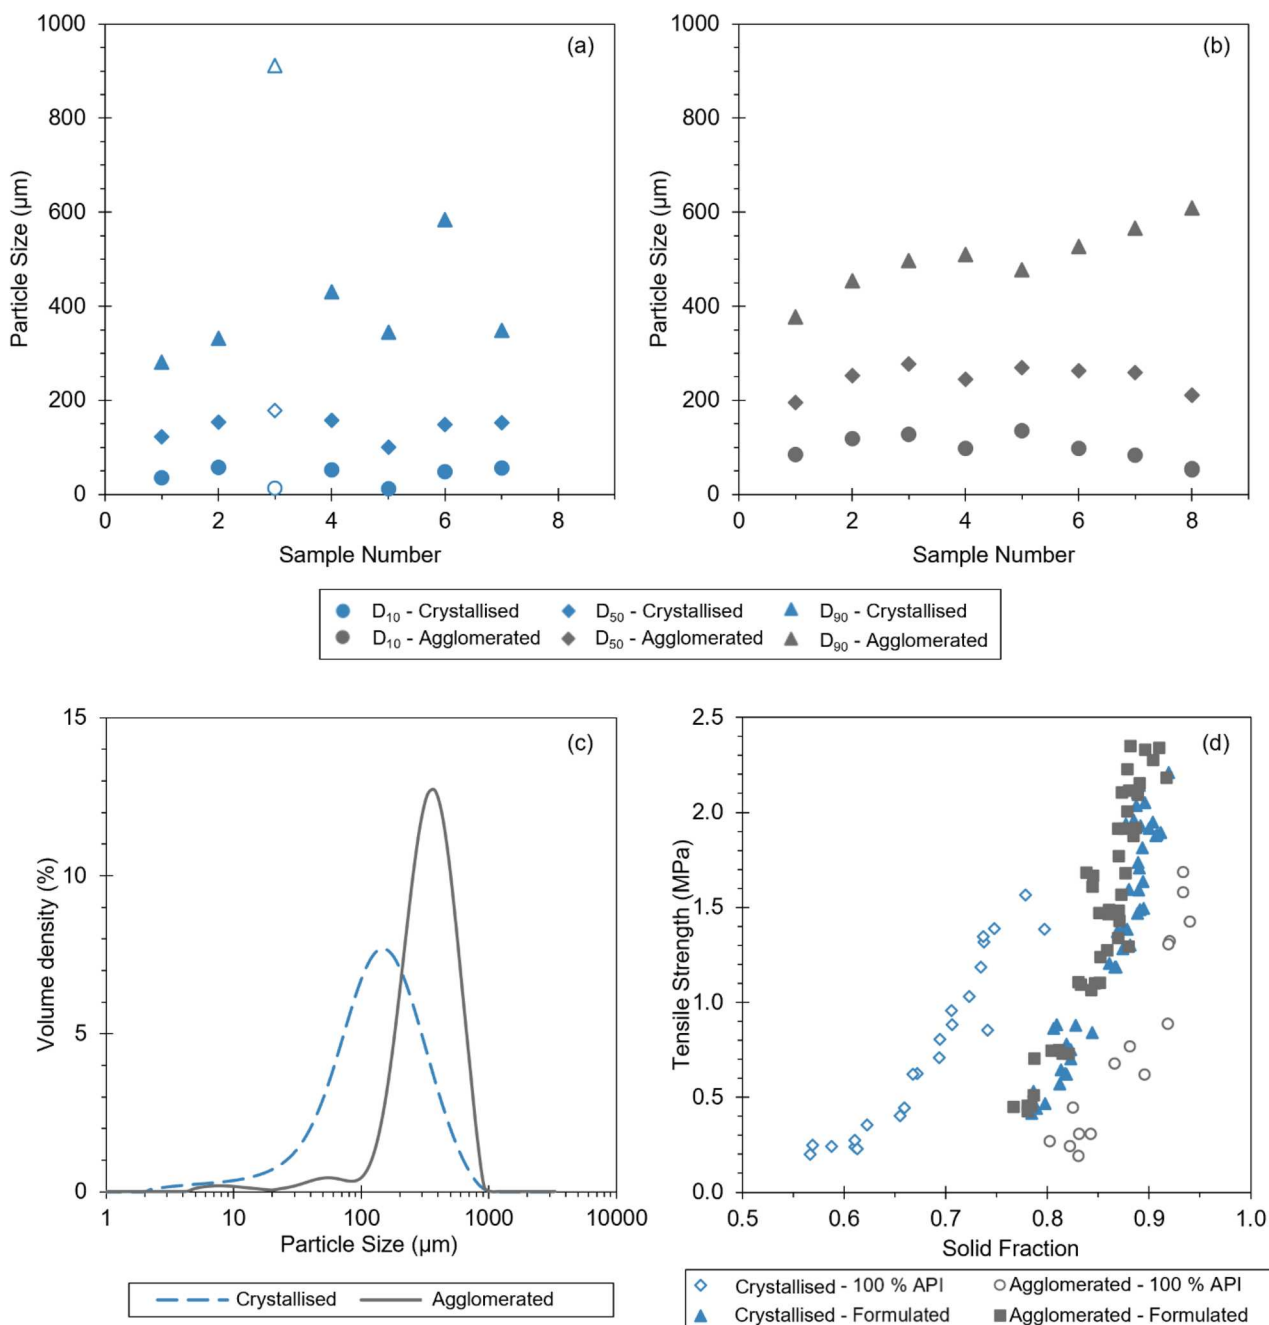 (a)
1000
800
600
400
200
0
Particle Size (µm)
0 2 4 6 8
Sample Number
(b)
1000
800
600
400
200
0
Particle Size (µm)
0 2 4 6 8
Sample Number
D₁₀ - Crystallised D₅₀ - Crystallised D₉₀ - Crystallised
D₁₀ - Agglomerated D₅₀ - Agglomerated D₉₀ - Agglomerated
(c)
15
10
5
0
Volume density (%)
1 10 100 1000 10000
Particle Size (µm)
Crystallised Agglomerated
(d)
2.5
2.0
1.5
1.0
0.5
0.0
Tensile Strength (MPa)
0.5 0.6 0.7 0.8 0.9 1.0
Solid Fraction
Crystallised - 100 % API Agglomerated - 100 % API
Crystallised - Formulated Agglomerated - Formulated